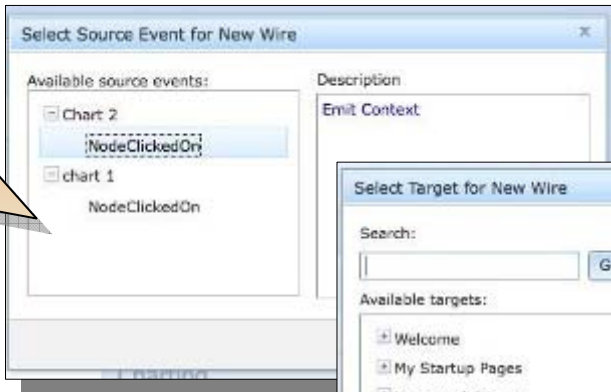 Select Source Event for New Wire
x
Available source events:
Description
Chart 2
NodeClickedOn
chart 1
NodeClickedOn
Emit Context
Select Target for New Wire
Search:
G
Available targets:
Welcome
My Startup Pages
Charting